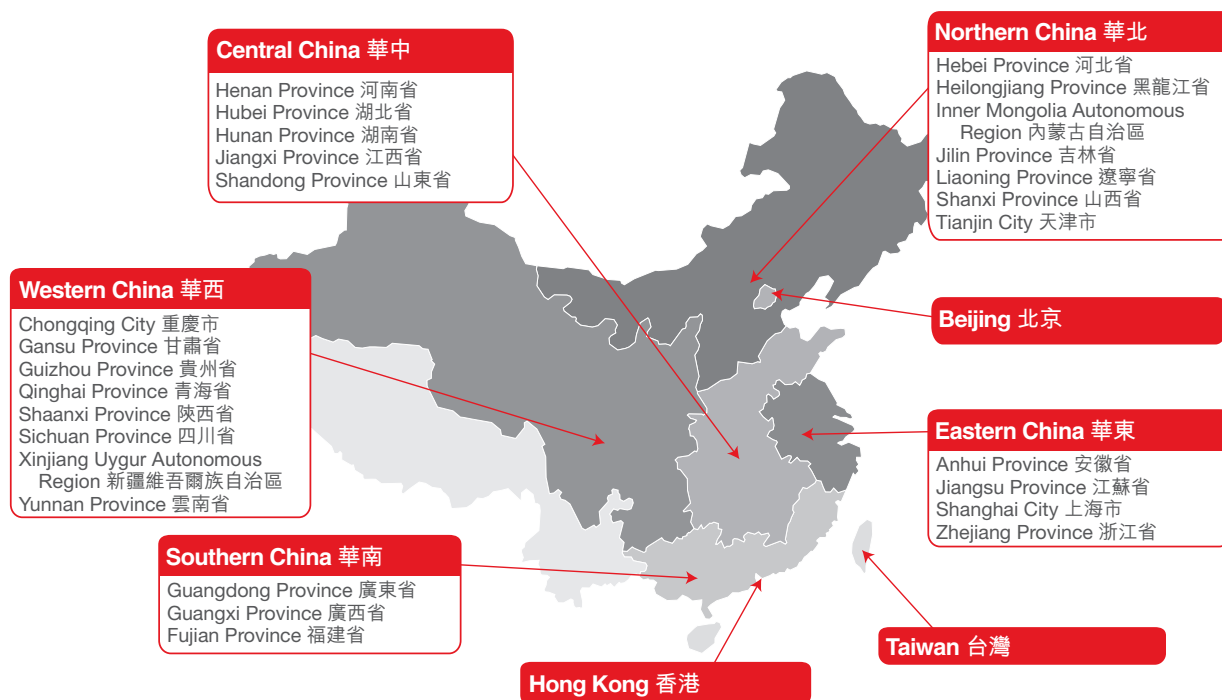 Central China 華中
Henan Province 河南省
Hubei Province 湖北省
Hunan Province 湖南省
Jiangxi Province 江西省
Shandong Province 山東省
Northern China 華北
Hebei Province 河北省
Heilongjiang Province 黑龍江省
Inner Mongolia Autonomous
Region 內蒙古自治區
Jilin Province 吉林省
Liaoning Province 遼寧省
Shanxi Province 山西省
Tianjin City 天津市
Western China 華西
Chongqing City 重慶市
Gansu Province 甘肅省
Guizhou Province 貴州省
Qinghai Province 青海省
Shaanxi Province 陝西省
Sichuan Province 四川省
Xinjiang Uygur Autonomous
Region 新疆維吾爾族自治區
Yunnan Province 雲南省
Beijing 北京
Eastern China 華東
Anhui Province 安徽省
Jiangsu Province 江蘇省
Shanghai City 上海市
Zhejiang Province 浙江省
Southern China 華南
Guangdong Province 廣東省
Guangxi Province 廣西省
Fujian Province 福建省
Taiwan 台灣
Hong Kong 香港